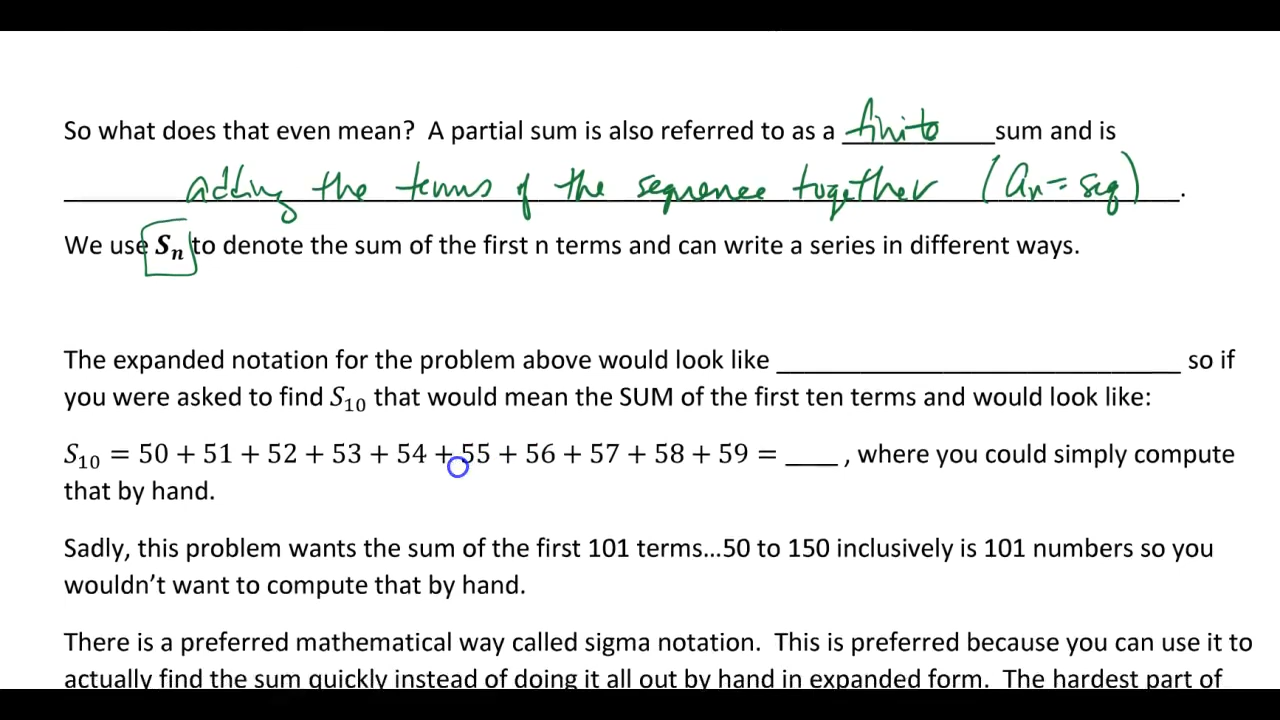 So what does that even mean? A partial sum is also referred to as a finite sum and is
adding the terms of the sequence together (an = seq).
We use Sn to denote the sum of the first n terms and can write a series in different ways.
The expanded notation for the problem above would look like ______________________________ so if
you were asked to find S10 that would mean the SUM of the first ten terms and would look like:
S10 = 50 + 51 + 52 + 53 + 54 + 55 + 56 + 57 + 58 + 59 = ____ , where you could simply compute
that by hand.
Sadly, this problem wants the sum of the first 101 terms...50 to 150 inclusively is 101 numbers so you
wouldn't want to compute that by hand.
There is a preferred mathematical way called sigma notation. This is preferred because you can use it to
actually find the sum quickly instead of doing it all out by hand in expanded form. The hardest part of